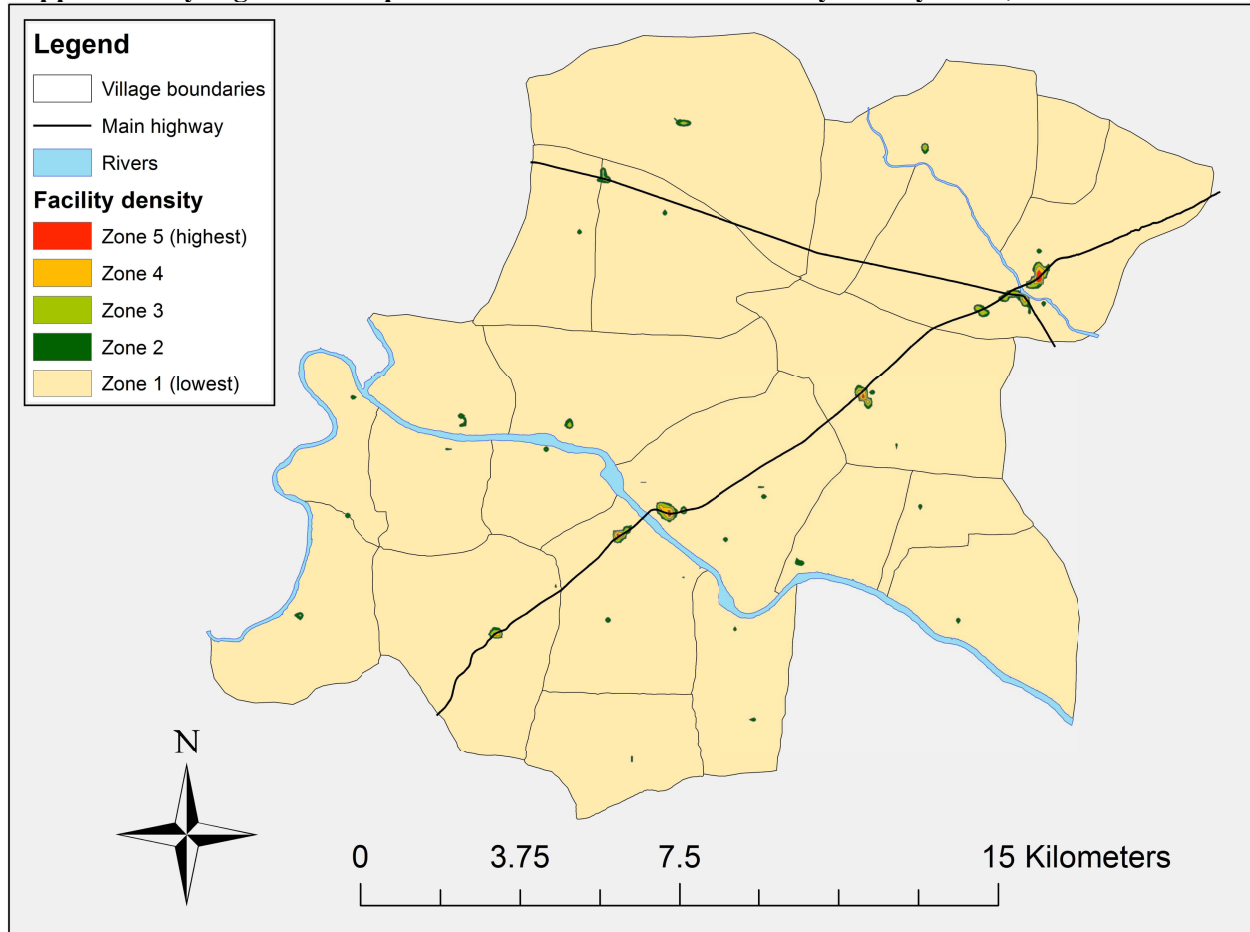 Legend
Village boundaries
Main highway
Rivers
Facility density
Zone 5 (highest)
Zone 4
Zone 3
Zone 2
Zone 1 (lowest)
N
0 3.75 7.5 15 Kilometers